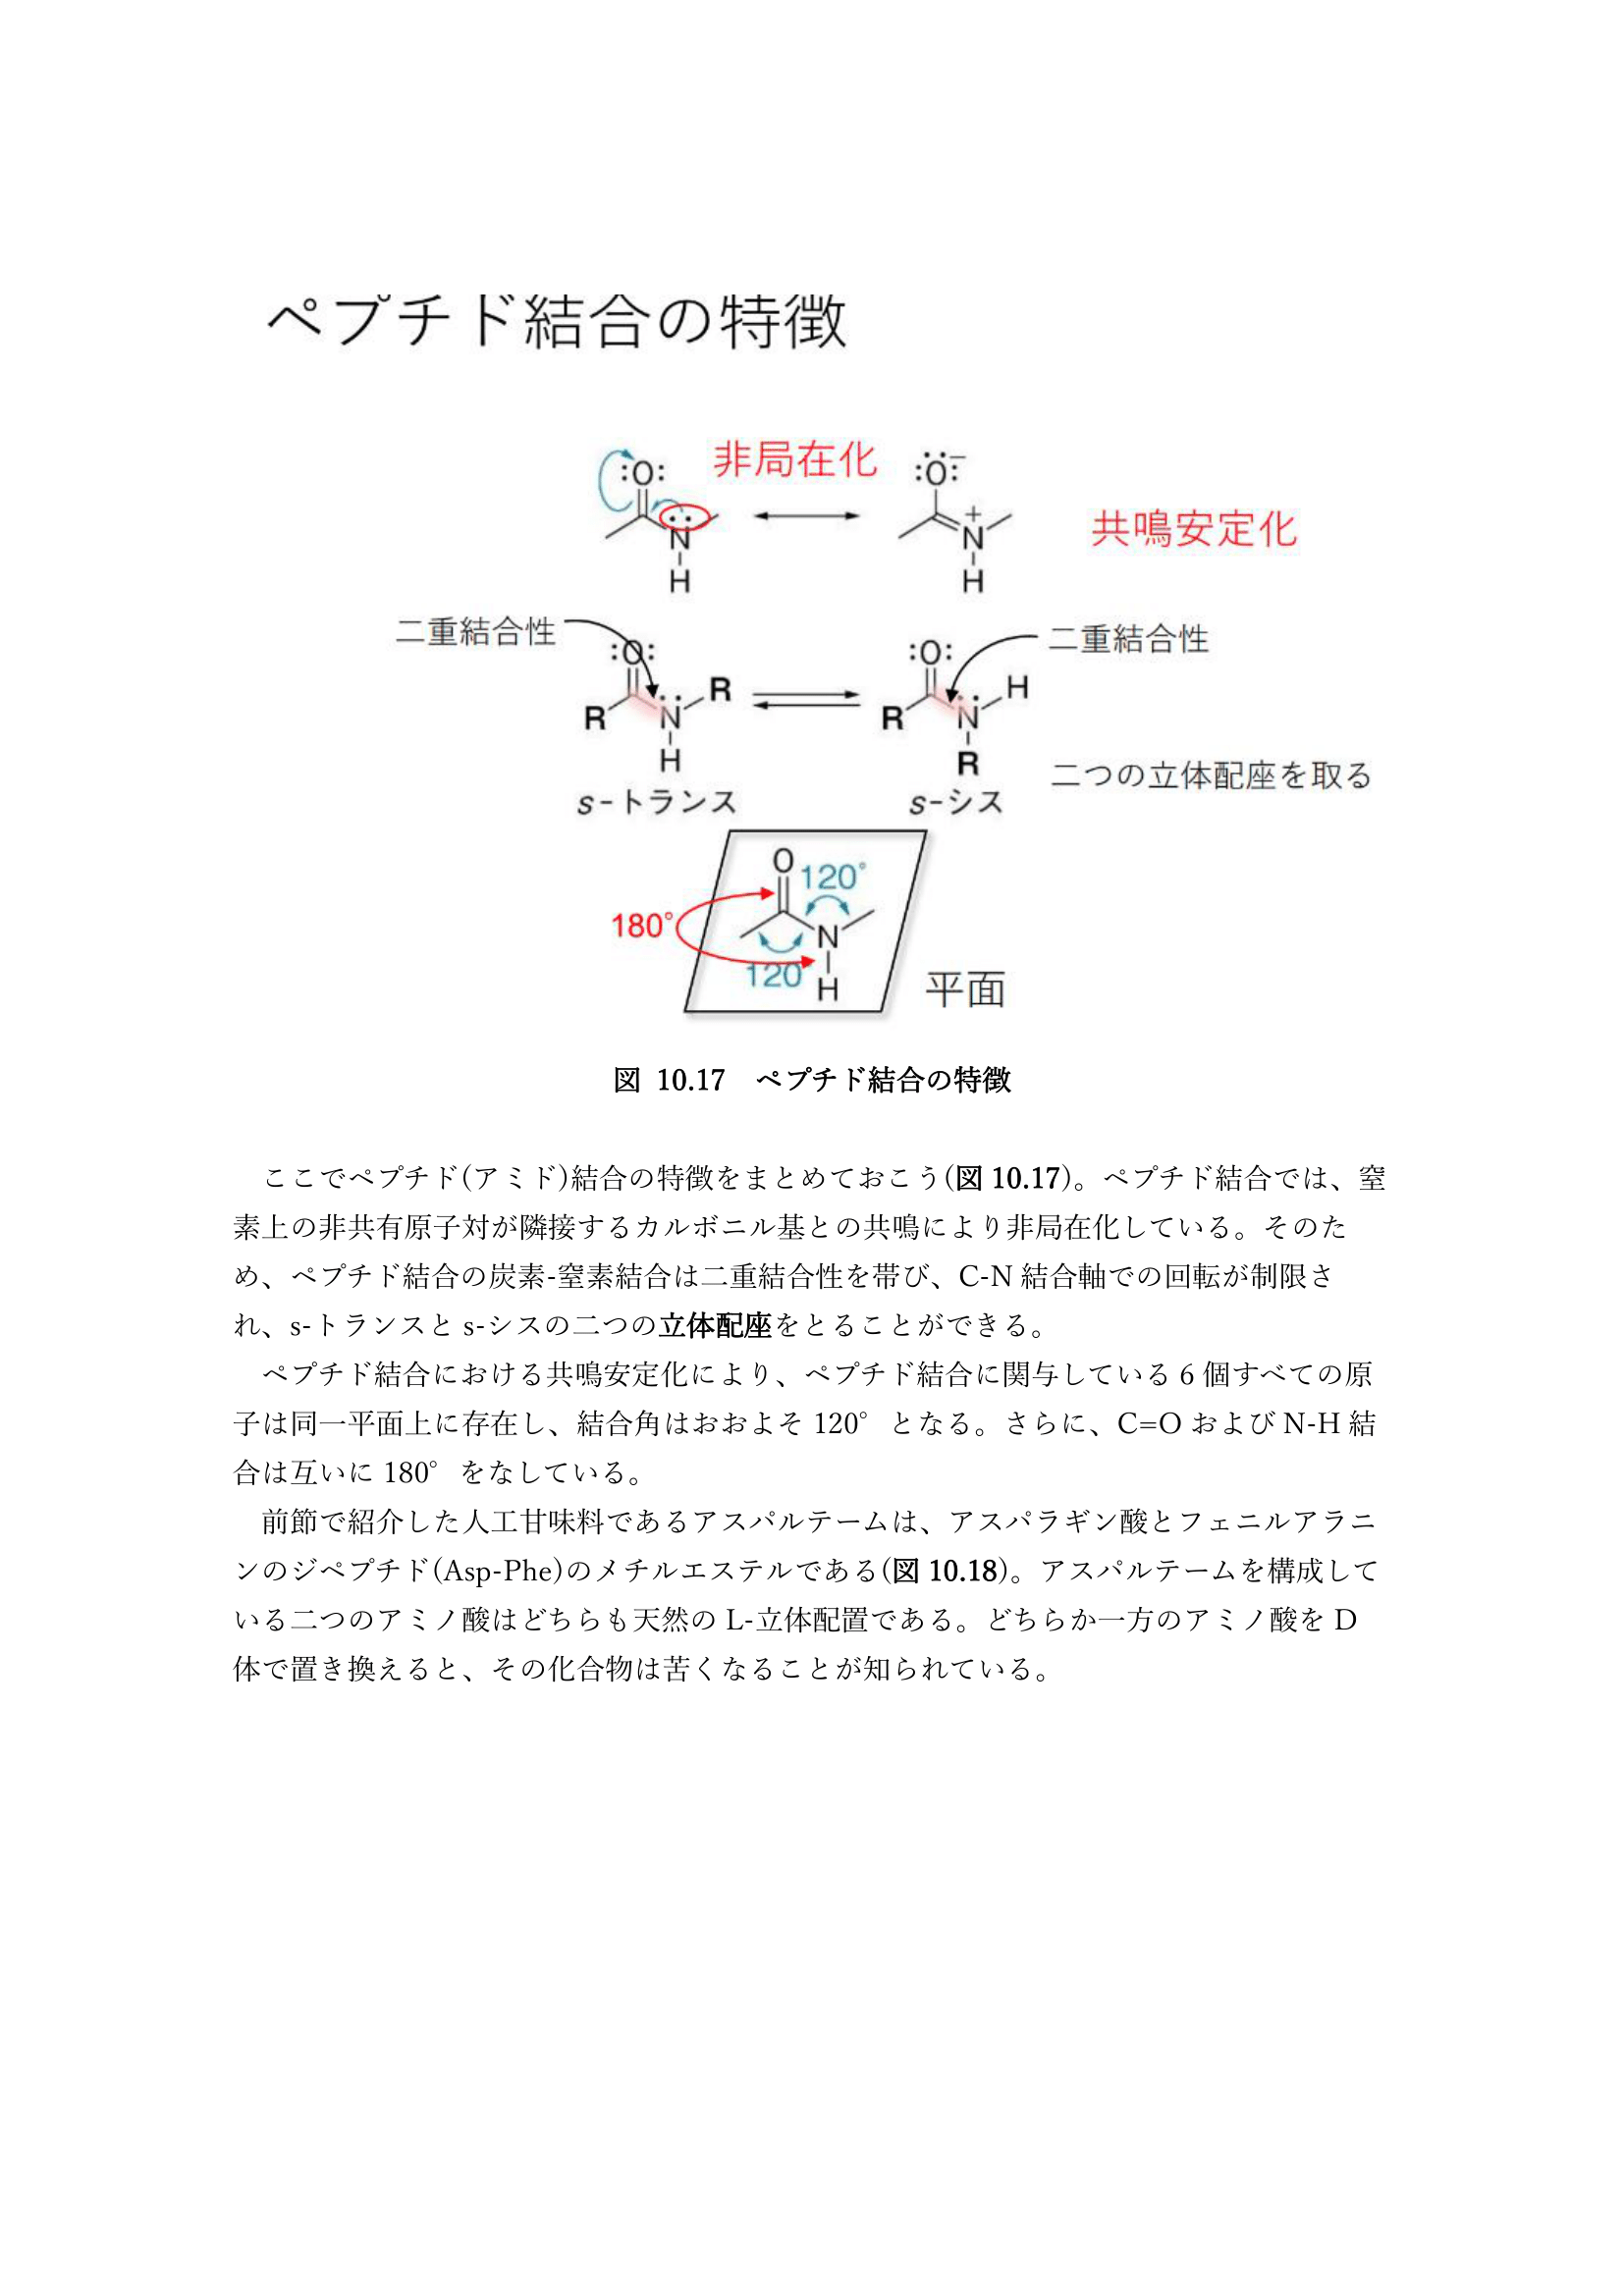 ペプチド結合の特徴
非局在化
:O:
:Ö:−
N
H
+
N
H
共鳴安定化
二重結合性
二重結合性
:O:
R
R
N
H
:O:
H
R
N
R
二つの立体配座を取る
s-トランス
s-シス
O
120°
180°
N
120
H
平面
図 10.17　ペプチド結合の特徴
ここでペプチド(アミド)結合の特徴をまとめておこう(図 10.17)。ペプチド結合では、窒
素上の非共有原子対が隣接するカルボニル基との共鳴により非局在化している。そのた
め、ペプチド結合の炭素-窒素結合は二重結合性を帯び、C-N 結合軸での回転が制限さ
れ、s-トランスと s-シスの二つの立体配座をとることができる。
ペプチド結合における共鳴安定化により、ペプチド結合に関与している 6 個すべての原
子は同一平面上に存在し、結合角はおおよそ 120°となる。さらに、C=O および N-H 結
合は互いに 180°をなしている。
前節で紹介した人工甘味料であるアスパルテームは、アスパラギン酸とフェニルアラニ
ンのジペプチド(Asp-Phe)のメチルエステルである(図 10.18)。アスパルテームを構成して
いる二つのアミノ酸はどちらも天然の L-立体配置である。どちらか一方のアミノ酸を D
体で置き換えると、その化合物は苦くなることが知られている。